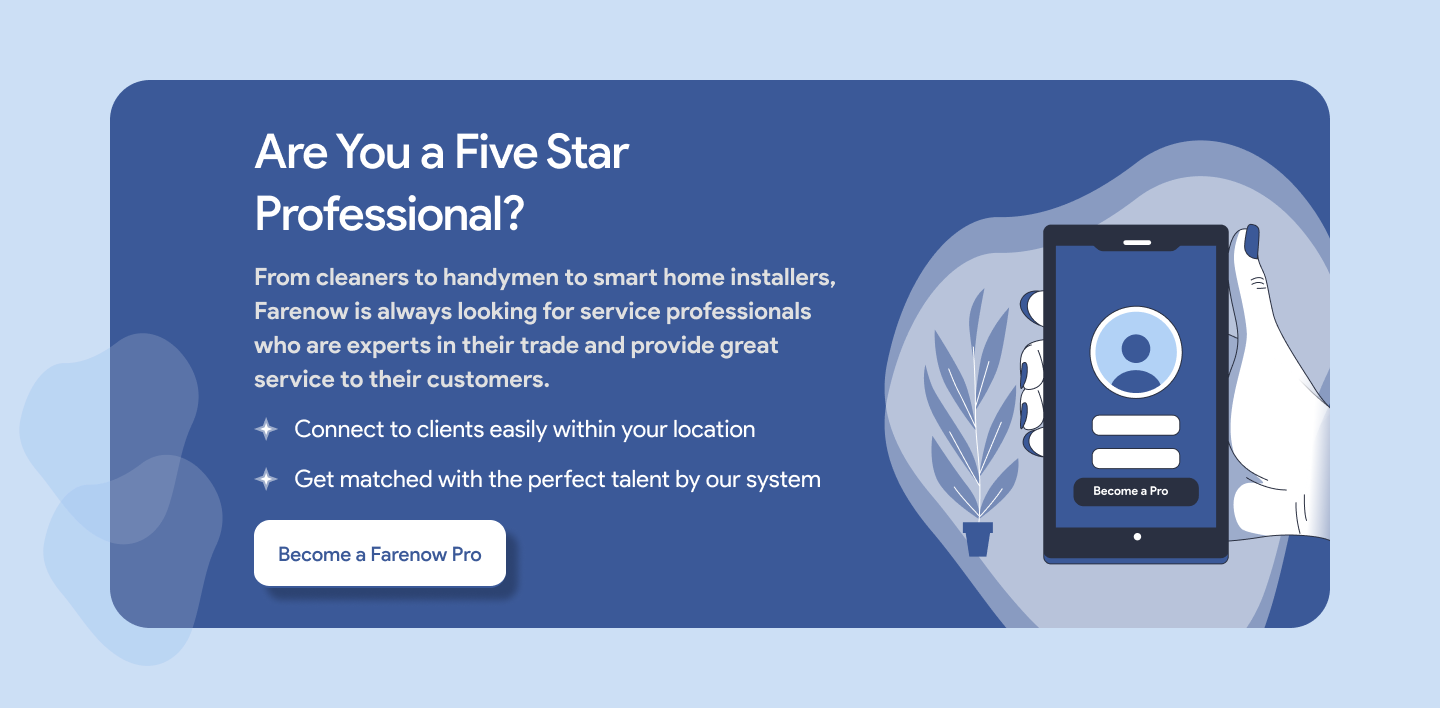 Are You a Five Star
Professional?
From cleaners to handymen to smart home installers,
Farenow is always looking for service professionals
who are experts in their trade and provide great
service to their customers.
Connect to clients easily within your location
Get matched with the perfect talent by our system
Become a Farenow Pro
Become a Pro